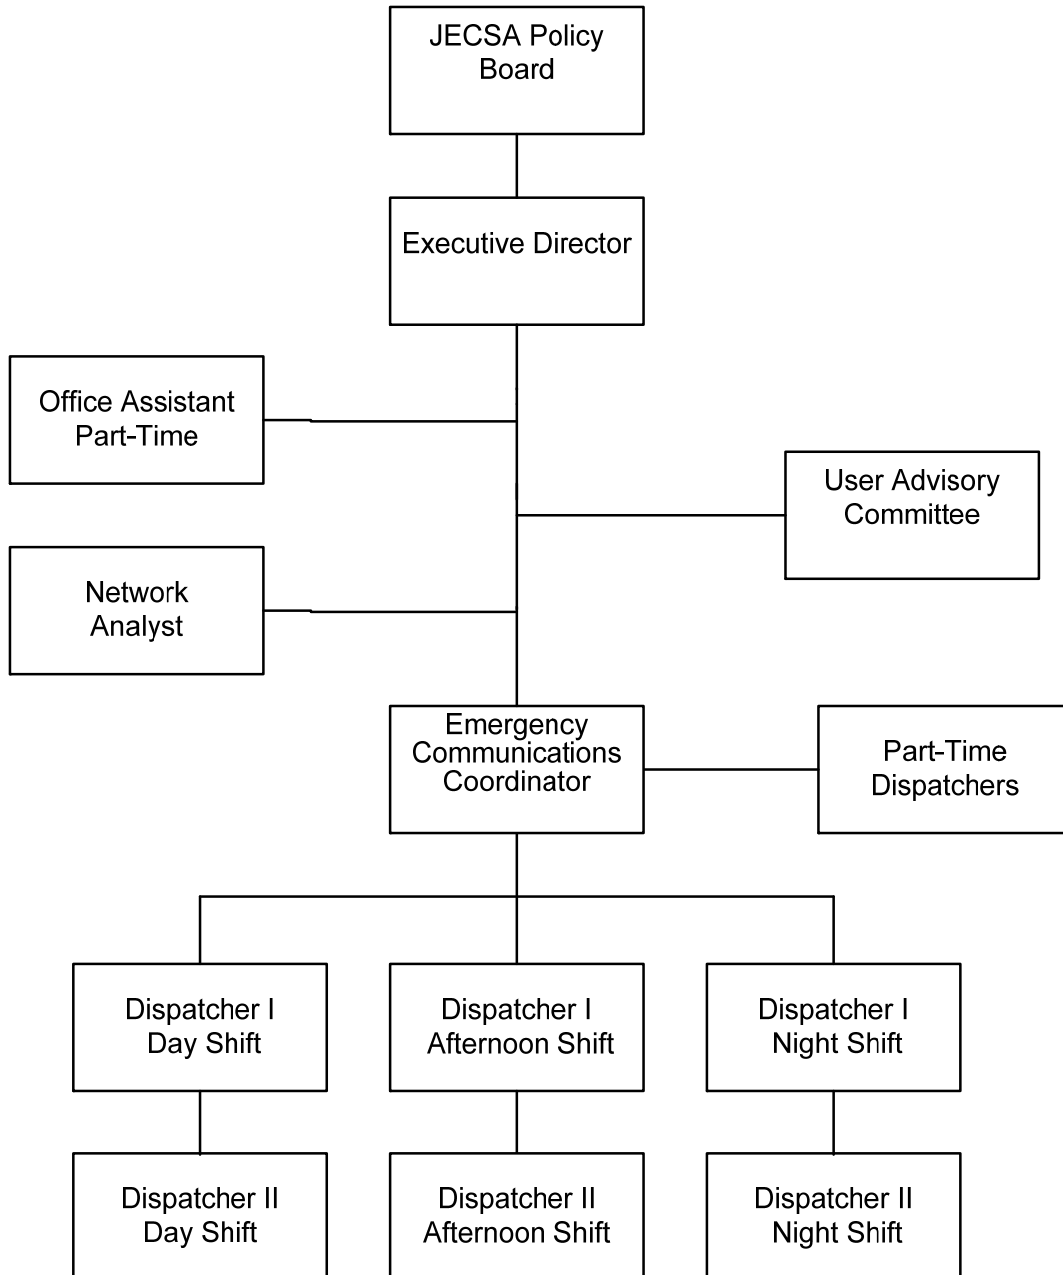 JECSA Policy
Board
Executive Director
Office Assistant
Part-Time
User Advisory
Committee
Network
Analyst
Emergency
Communications
Coordinator
Part-Time
Dispatchers
Dispatcher I
Day Shift
Dispatcher I
Afternoon Shift
Dispatcher I
Night Shift
Dispatcher II
Day Shift
Dispatcher II
Afternoon Shift
Dispatcher II
Night Shift